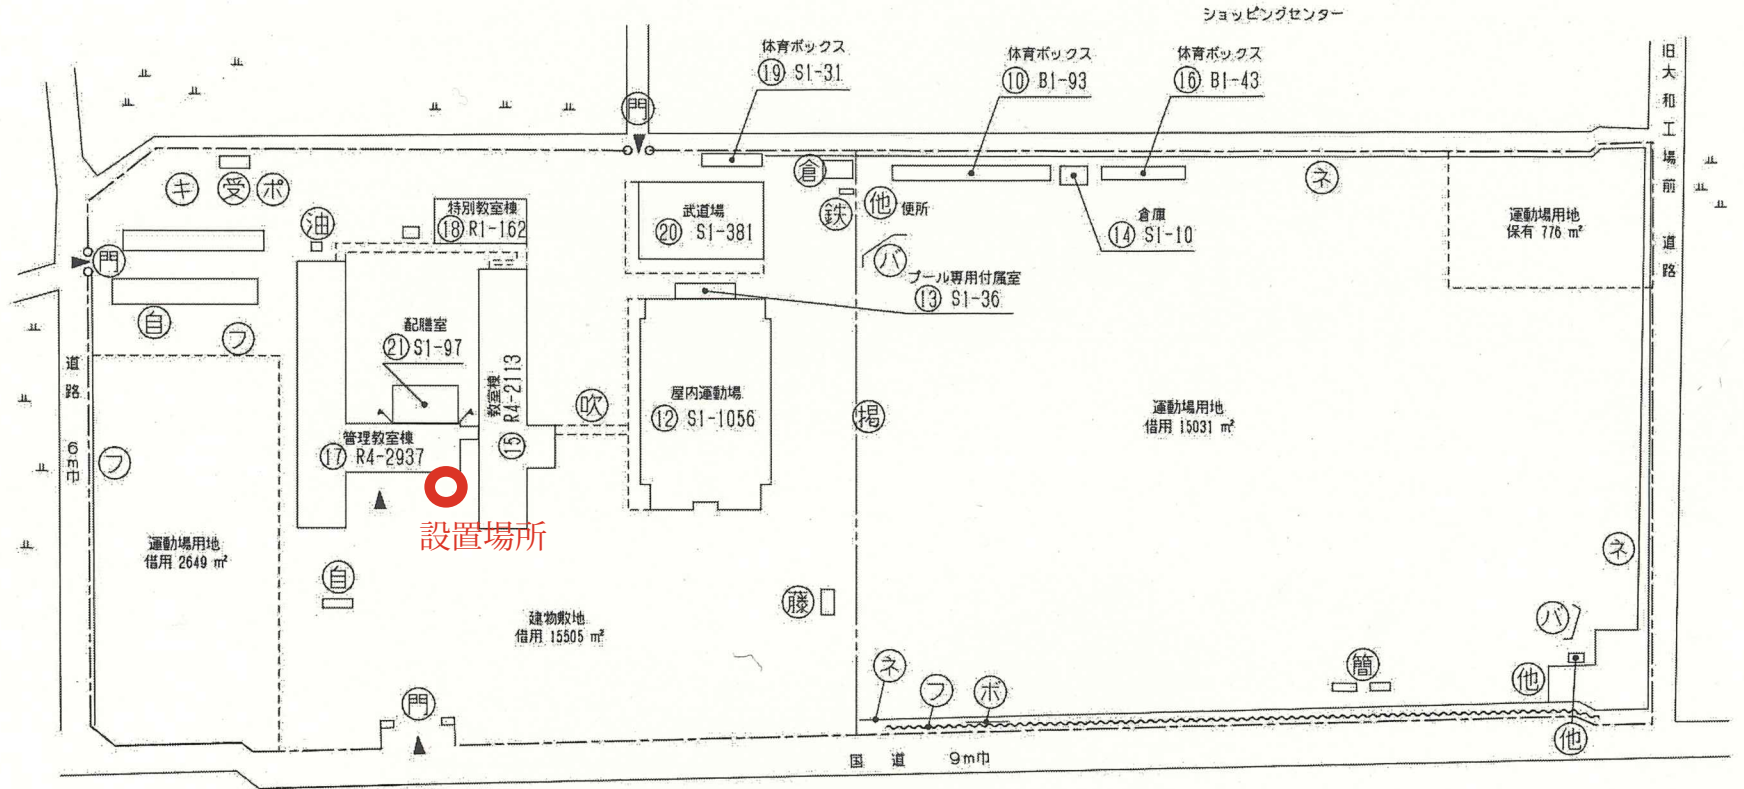 ショッピングセンター
体育ボックス
⑲ S1-31
体育ボックス
⑩ B1-93
体育ボックス
⑯ B1-43
旧大和工場前道路
門
キ
受
ポ
油
特別教室棟
⑱ R1-162
武道場
⑳ S1-381
倉
鉄
他 便所
ネ
倉庫
⑭ S1-10
運動場用地
保有 776 m²
門
バ
プール専用付属室
⑬ S1-36
自
フ
配膳室
㉑ S1-97
道路 6m巾
教室棟
⑮ R4-2113
吹
屋内運動場
⑫ S1-1056
掲
運動場用地
借用 15031 m²
管理教室棟
⑰ R4-2937
フ
設置場所
運動場用地
借用 2649 m²
自
ネ
藤
建物敷地
借用 15505 m²
バ
ネ
フ
ボ
簡
他
門
他
国道 9m巾